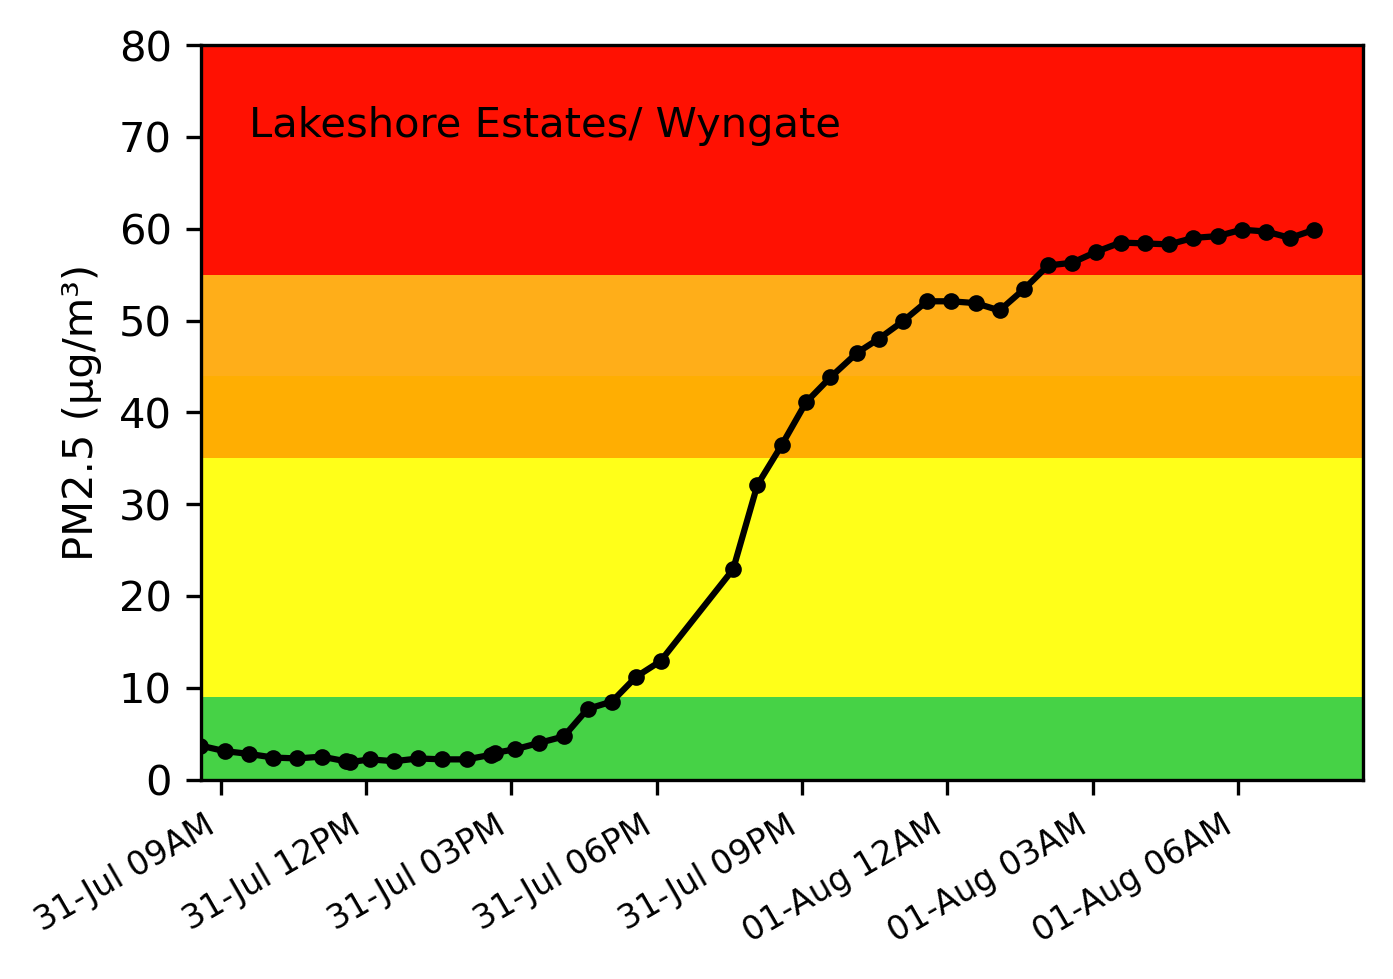 80
Lakeshore Estates/ Wyngate
70
60
50
40
30
20
10
0
PM2.5 (μg/m³)
31-Jul 09AM
31-Jul 12PM
31-Jul 03PM
31-Jul 06PM
31-Jul 09PM
01-Aug 12AM
01-Aug 03AM
01-Aug 06AM